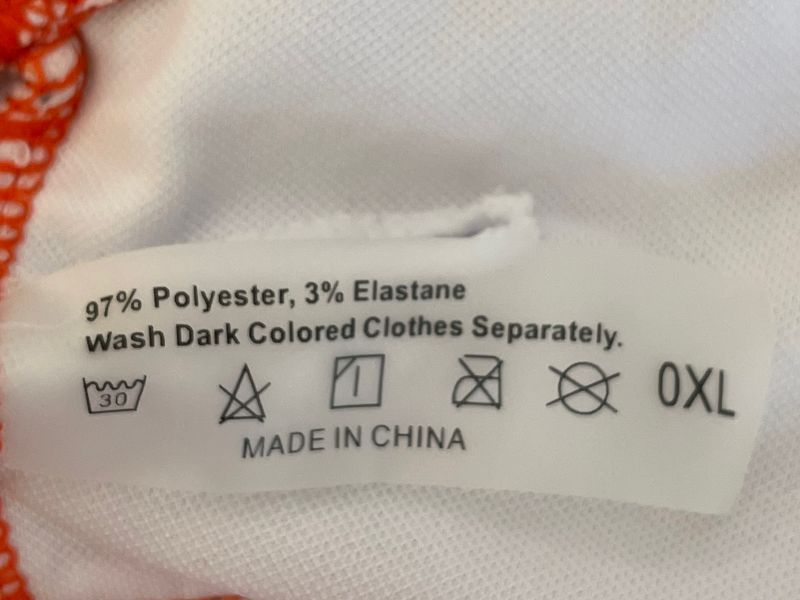 97% Polyester, 3% Elastane
Wash Dark Colored Clothes Separately.
30
0XL
MADE IN CHINA